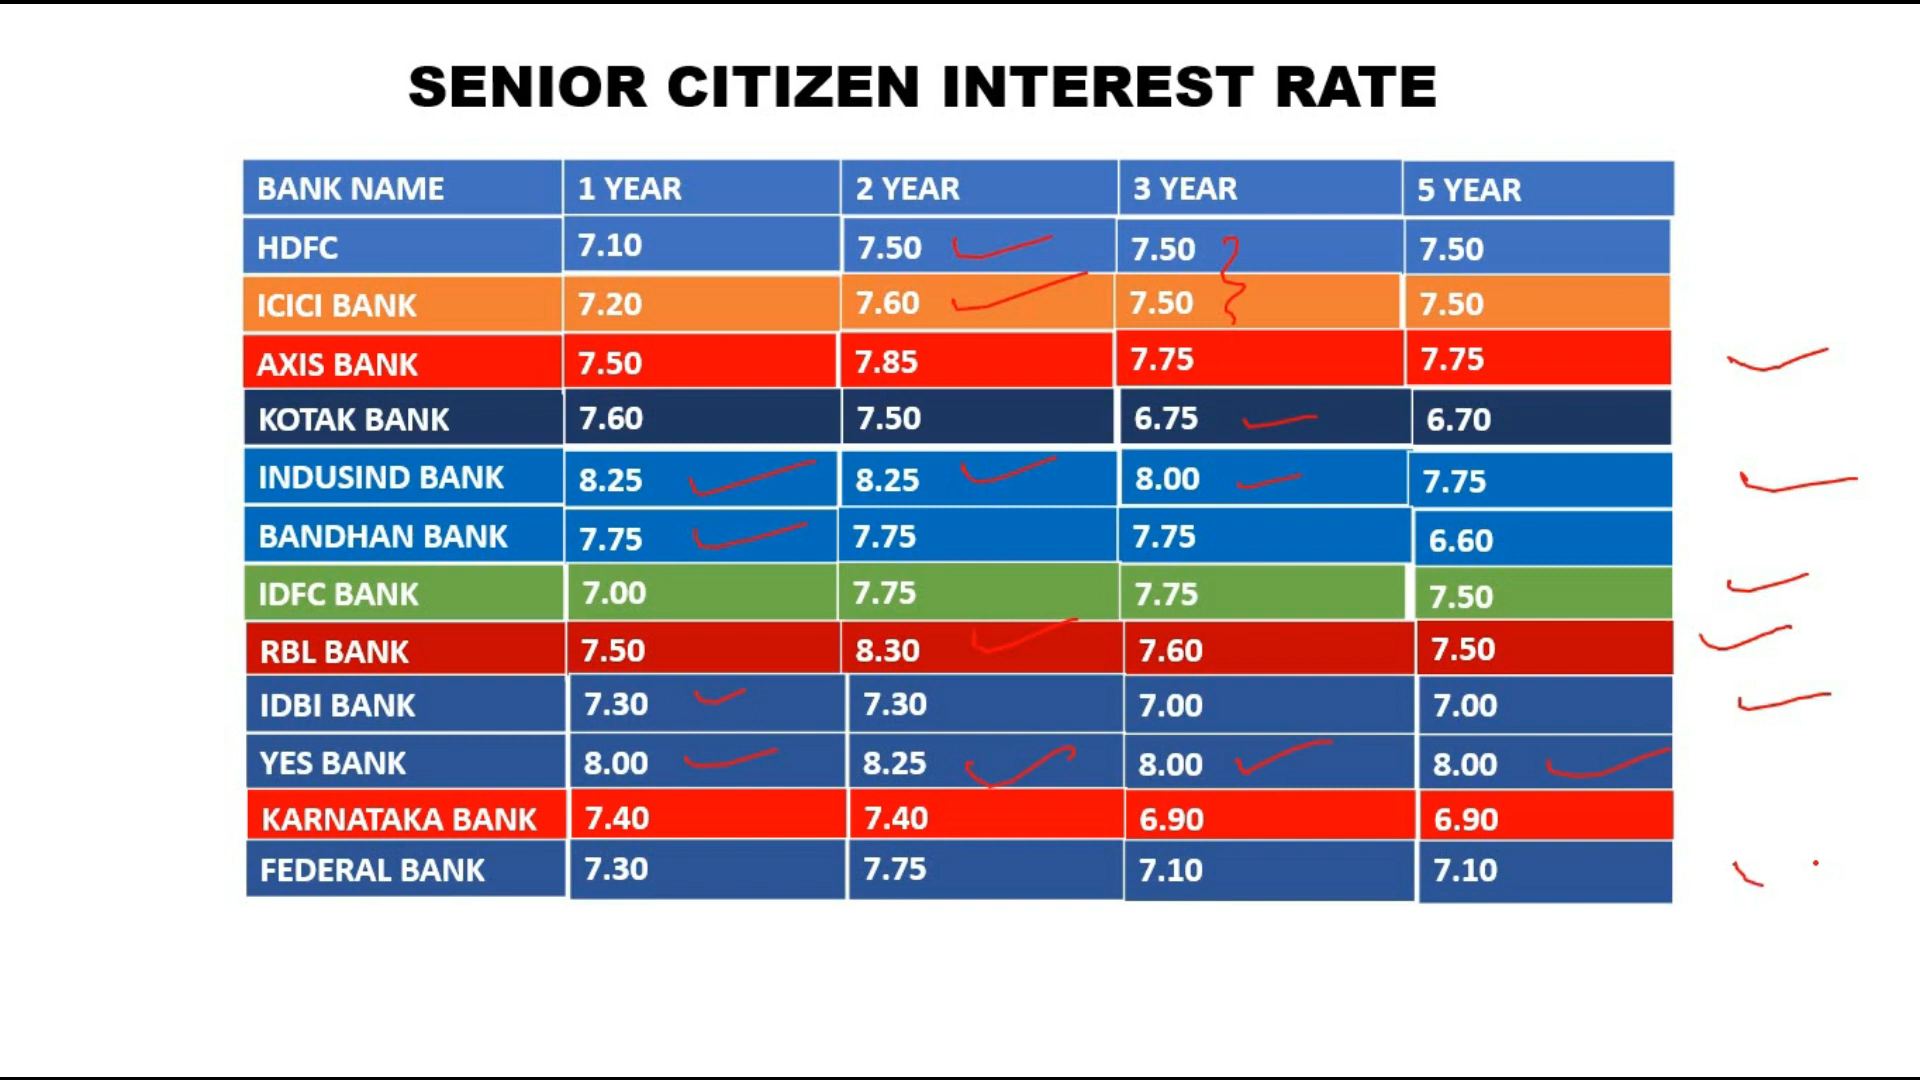 SENIOR CITIZEN INTEREST RATE
BANK NAME 1 YEAR 2 YEAR 3 YEAR 5 YEAR
HDFC 7.10 7.50 7.50 7.50
ICICI BANK 7.20 7.60 7.50 7.50
AXIS BANK 7.50 7.85 7.75 7.75
KOTAK BANK 7.60 7.50 6.75 6.70
INDUSIND BANK 8.25 8.25 8.00 7.75
BANDHAN BANK 7.75 7.75 7.75 6.60
IDFC BANK 7.00 7.75 7.75 7.50
RBL BANK 7.50 8.30 7.60 7.50
IDBI BANK 7.30 7.30 7.00 7.00
YES BANK 8.00 8.25 8.00 8.00
KARNATAKA BANK 7.40 7.40 6.90 6.90
FEDERAL BANK 7.30 7.75 7.10 7.10